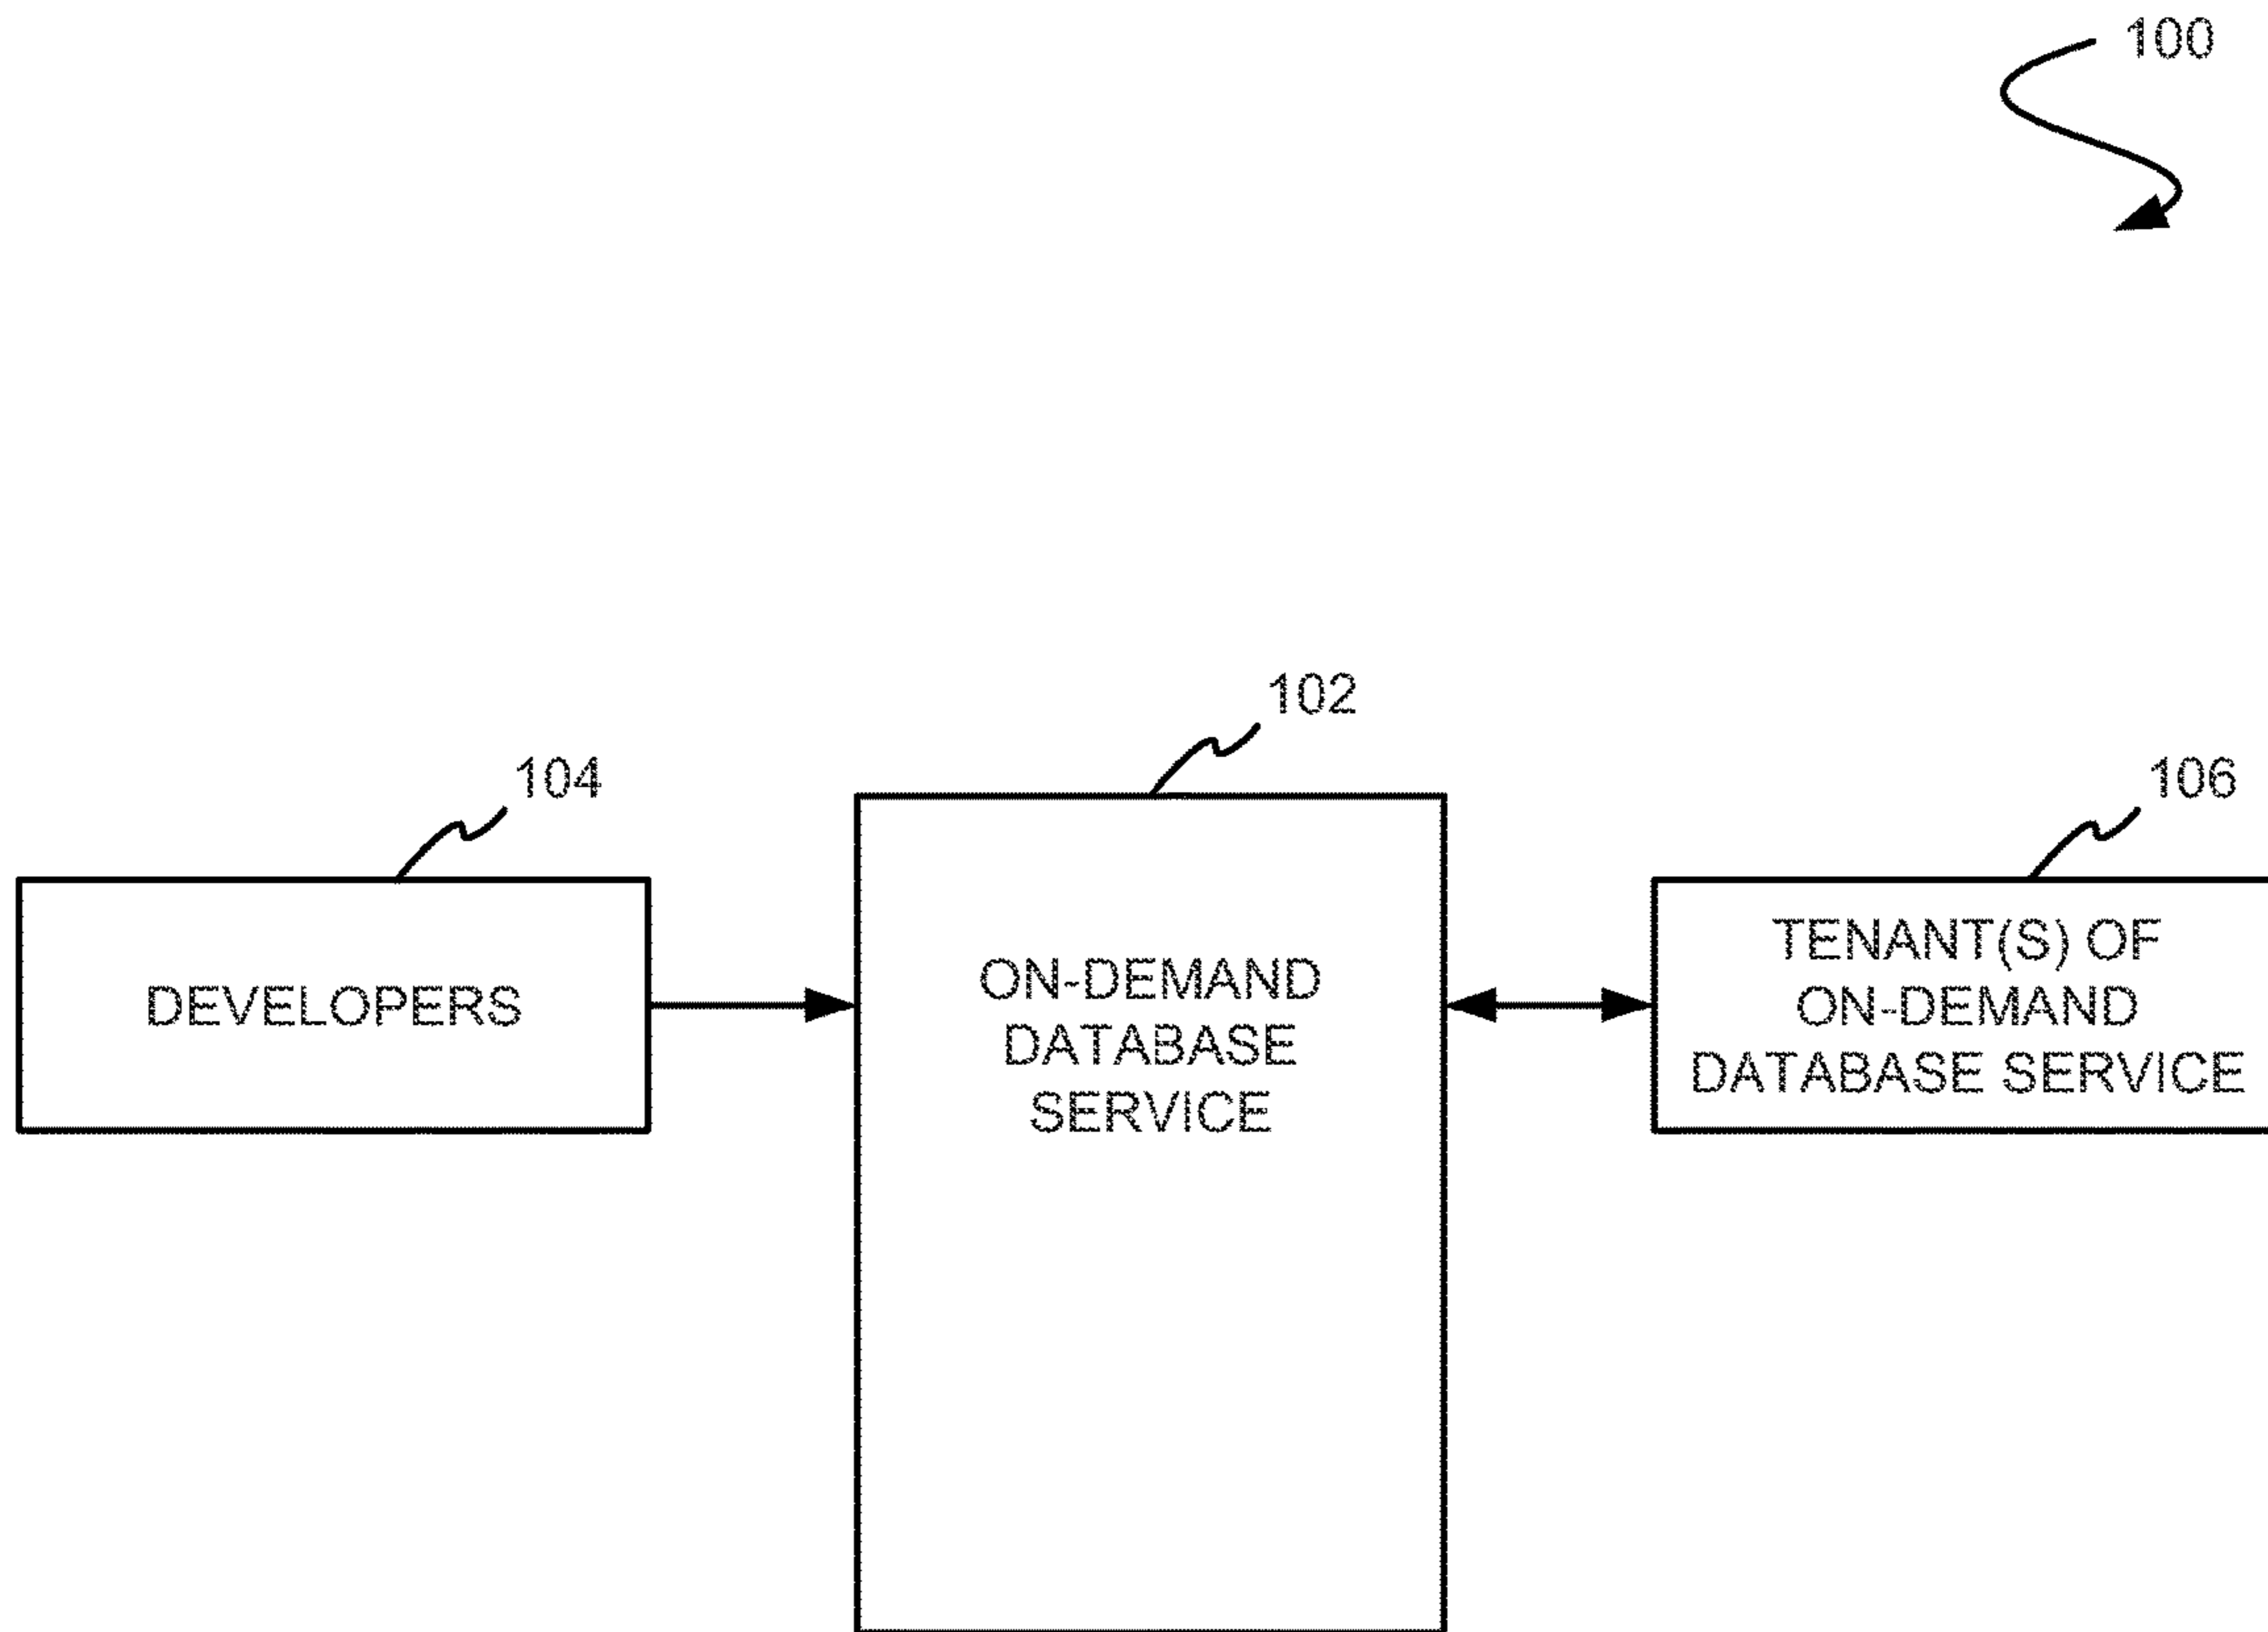 100
102
104
106
DEVELOPERS
ON-DEMAND
DATABASE
SERVICE
TENANT(S) OF
ON-DEMAND
DATABASE SERVICE